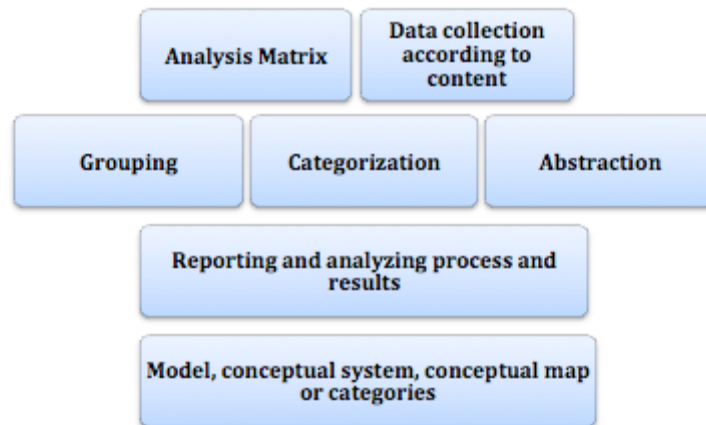 Analysis Matrix
Data collection
according to
content
Grouping
Categorization
Abstraction
Reporting and analyzing process and
results
Model, conceptual system, conceptual map
or categories